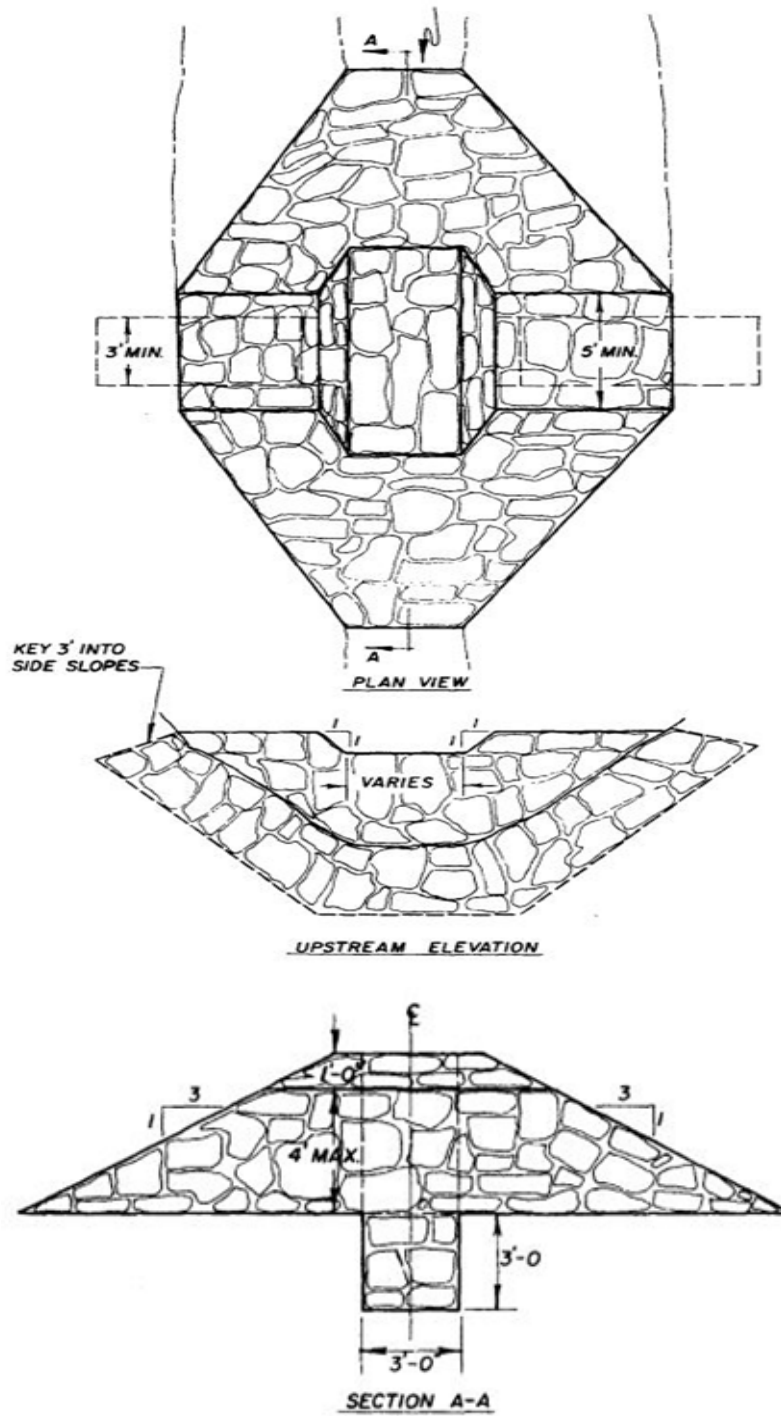 A
3' MIN.
5' MIN.
A
PLAN VIEW
KEY 3' INTO
SIDE SLOPES
1
1
1
1
VARIES
UPSTREAM ELEVATION
℄
1'-0"
3
1
3
1
4' MAX.
3'-0
3'-0"
SECTION A-A